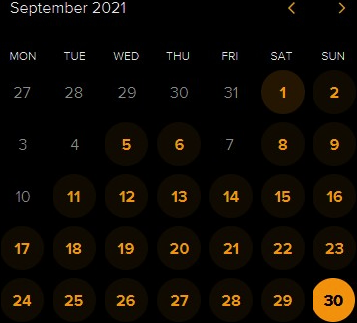 September 2021
MON TUE WED THU FRI SAT SUN
27 28 29 30 31 1 2
3 4 5 6 7 8 9
10 11 12 13 14 15 16
17 18 19 20 21 22 23
24 25 26 27 28 29 30